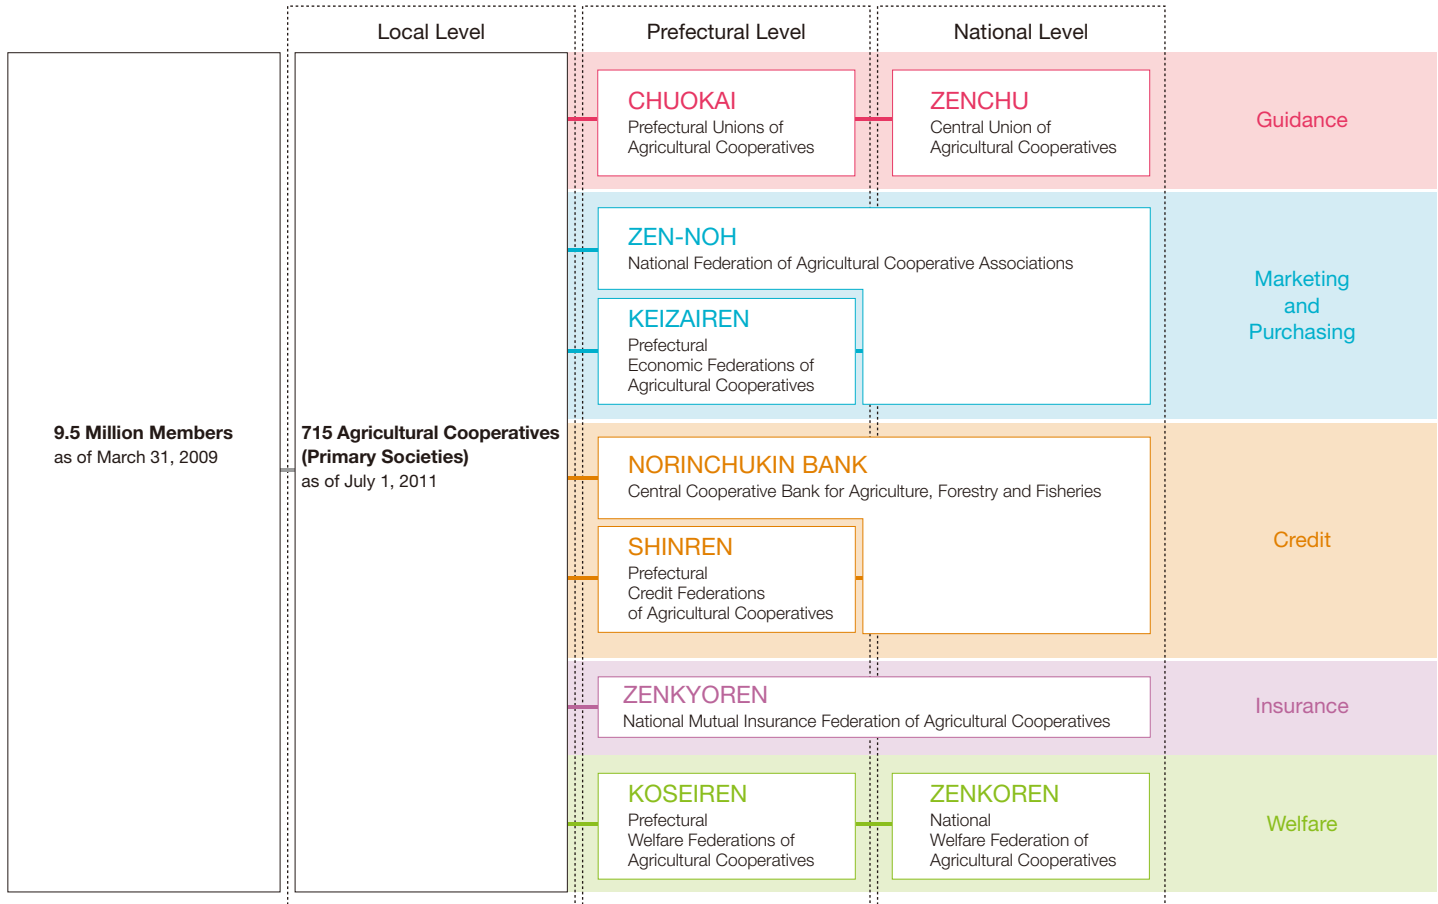 Local Level
Prefectural Level
National Level
9.5 Million Members
as of March 31, 2009
715 Agricultural Cooperatives
(Primary Societies)
as of July 1, 2011
CHUOKAI
Prefectural Unions of
Agricultural Cooperatives
ZENCHU
Central Union of
Agricultural Cooperatives
Guidance
ZEN-NOH
National Federation of Agricultural Cooperative Associations
KEIZAIREN
Prefectural
Economic Federations of
Agricultural Cooperatives
Marketing
and
Purchasing
NORINCHUKIN BANK
Central Cooperative Bank for Agriculture, Forestry and Fisheries
SHINREN
Prefectural
Credit Federations
of Agricultural Cooperatives
Credit
ZENKYOREN
National Mutual Insurance Federation of Agricultural Cooperatives
Insurance
KOSEIREN
Prefectural
Welfare Federations of
Agricultural Cooperatives
ZENKOREN
National
Welfare Federation of
Agricultural Cooperatives
Welfare